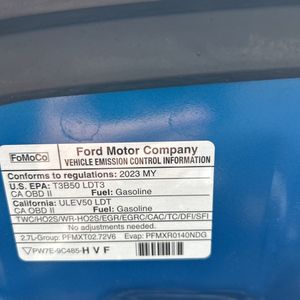 FoMoCo
Ford Motor Company
VEHICLE EMISSION CONTROL INFORMATION
Conforms to regulations: 2023 MY
U.S. EPA: T3B50 LDT3
CA OBD II Fuel: Gasoline
California: ULEV50 LDT
CA OBD II Fuel: Gasoline
TWC/HO2S/WR-HO2S/EGR/EGRC/CAC/TC/DFI/SFI
No adjustments needed.
2.7L-Group: PFMXT02.72V6 Evap: PFMXR0140NDG
PW7E-9C485-HVF